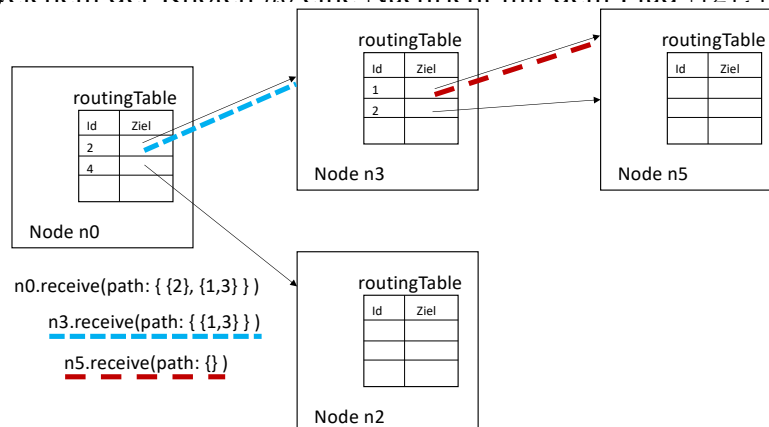 routingTable
Id Ziel
2
4
Node n0
routingTable
Id Ziel
1
2
Node n3
routingTable
Id Ziel
Node n5
n0.receive(path: { {2}, {1,3} } )
n3.receive(path: { {1,3} } )
n5.receive(path: {} )
routingTable
Id Ziel
Node n2